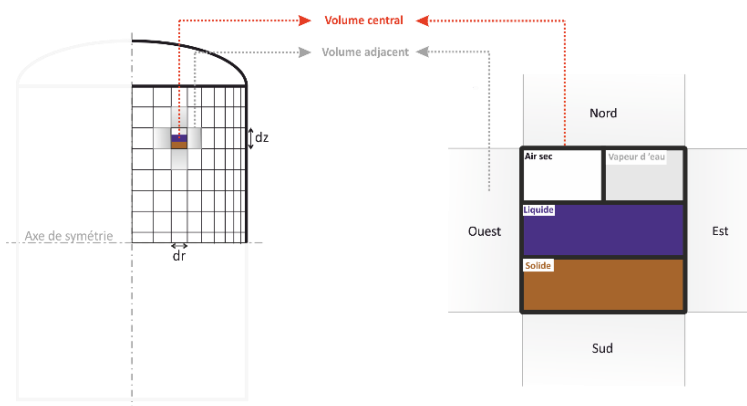 Volume central
Volume adjacent
dz
Axe de symétrie
dr
Nord
Air sec
Vapeur d 'eau
Liquide
Ouest
Est
Solide
Sud